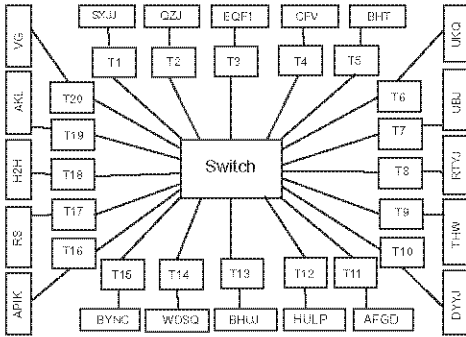 SXJJ QZJ EQF1 CFV BHT
VG UKQ
T1 T2 T3 T4 T5
T20 T6
AKL UBJ
T19 T7
Switch
H2H T18 T8 RTYJ
T17 T9
RS THW
T16 T10
APIK DYYJ
T15 T14 T13 T12 T11
BYNC WOSQ BHUJ HULP AFGD